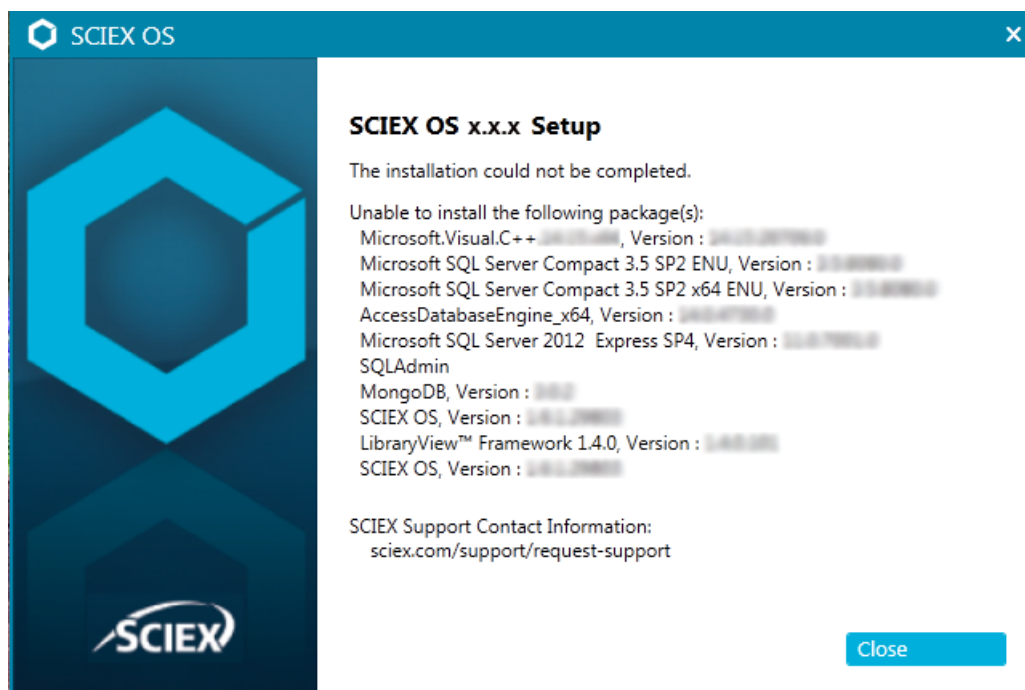 SCIEX OS
SCIEX OS x.x.x Setup
The installation could not be completed.
Unable to install the following package(s):
Microsoft.Visual.C++ , Version :
Microsoft SQL Server Compact 3.5 SP2 ENU, Version :
Microsoft SQL Server Compact 3.5 SP2 x64 ENU, Version :
AccessDatabaseEngine_x64, Version :
Microsoft SQL Server 2012 Express SP4, Version :
SQLAdmin
MongoDB, Version :
SCIEX OS, Version :
LibraryView™ Framework 1.4.0, Version :
SCIEX OS, Version :
SCIEX Support Contact Information:
sciex.com/support/request-support
SCIEX
Close